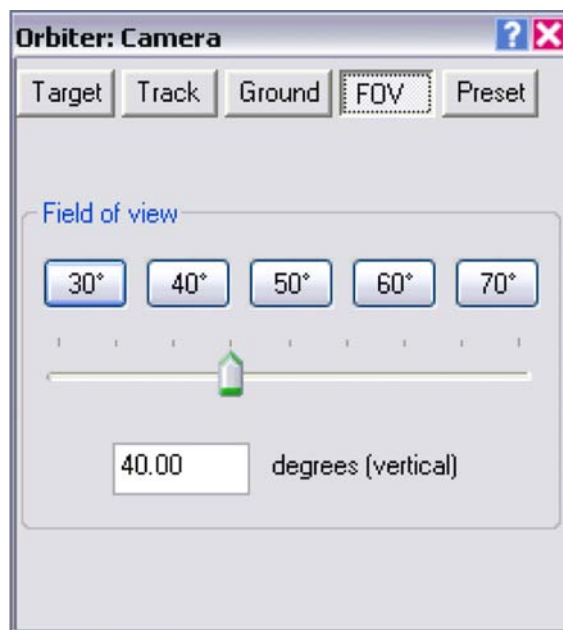 Orbiter: Camera ?
Target Track Ground FOV Preset
Field of view
30° 40° 50° 60° 70°
40.00 degrees (vertical)